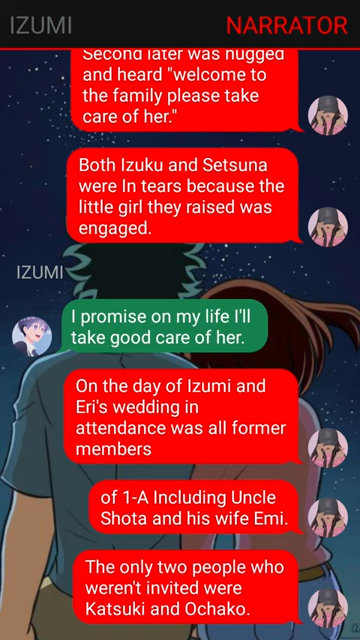 IZUMI
NARRATOR
Second later was hugged
and heard "welcome to
the family please take
care of her."
Both Izuku and Setsuna
were In tears because the
little girl they raised was
engaged.
IZUMI
I promise on my life I'll
take good care of her.
On the day of Izumi and
Eri's wedding in
attendance was all former
members
of 1-A Including Uncle
Shota and his wife Emi.
The only two people who
weren't invited were
Katsuki and Ochako.